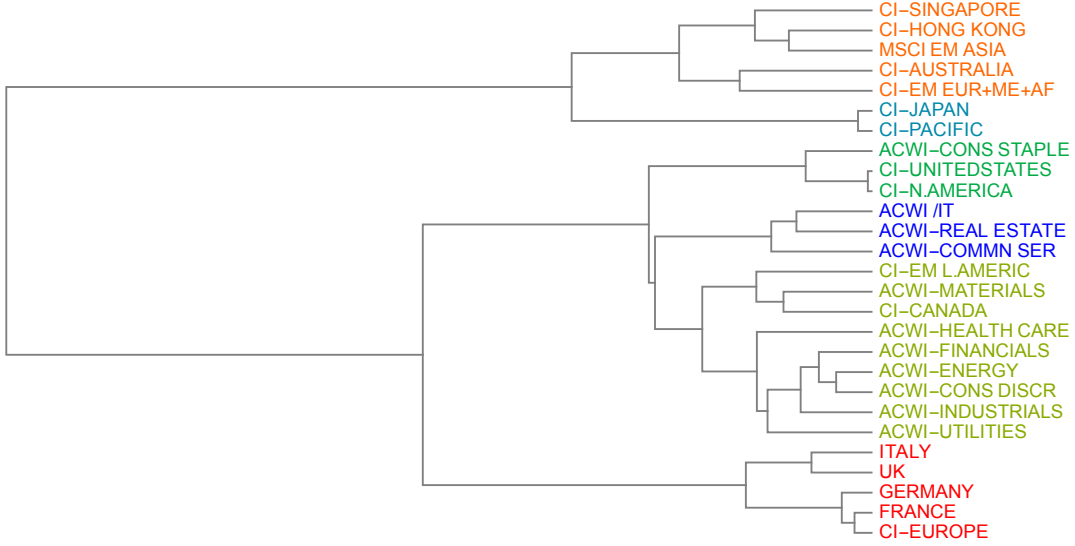 CI−SINGAPORE
CI−HONG KONG
MSCI EM ASIA
CI−AUSTRALIA
CI−EM EUR+ME+AF
CI−JAPAN
CI−PACIFIC
ACWI−CONS STAPLE
CI−UNITEDSTATES
CI−N.AMERICA
ACWI /IT
ACWI−REAL ESTATE
ACWI−COMMN SER
CI−EM L.AMERIC
ACWI−MATERIALS
CI−CANADA
ACWI−HEALTH CARE
ACWI−FINANCIALS
ACWI−ENERGY
ACWI−CONS DISCR
ACWI−INDUSTRIALS
ACWI−UTILITIES
ITALY
UK
GERMANY
FRANCE
CI−EUROPE